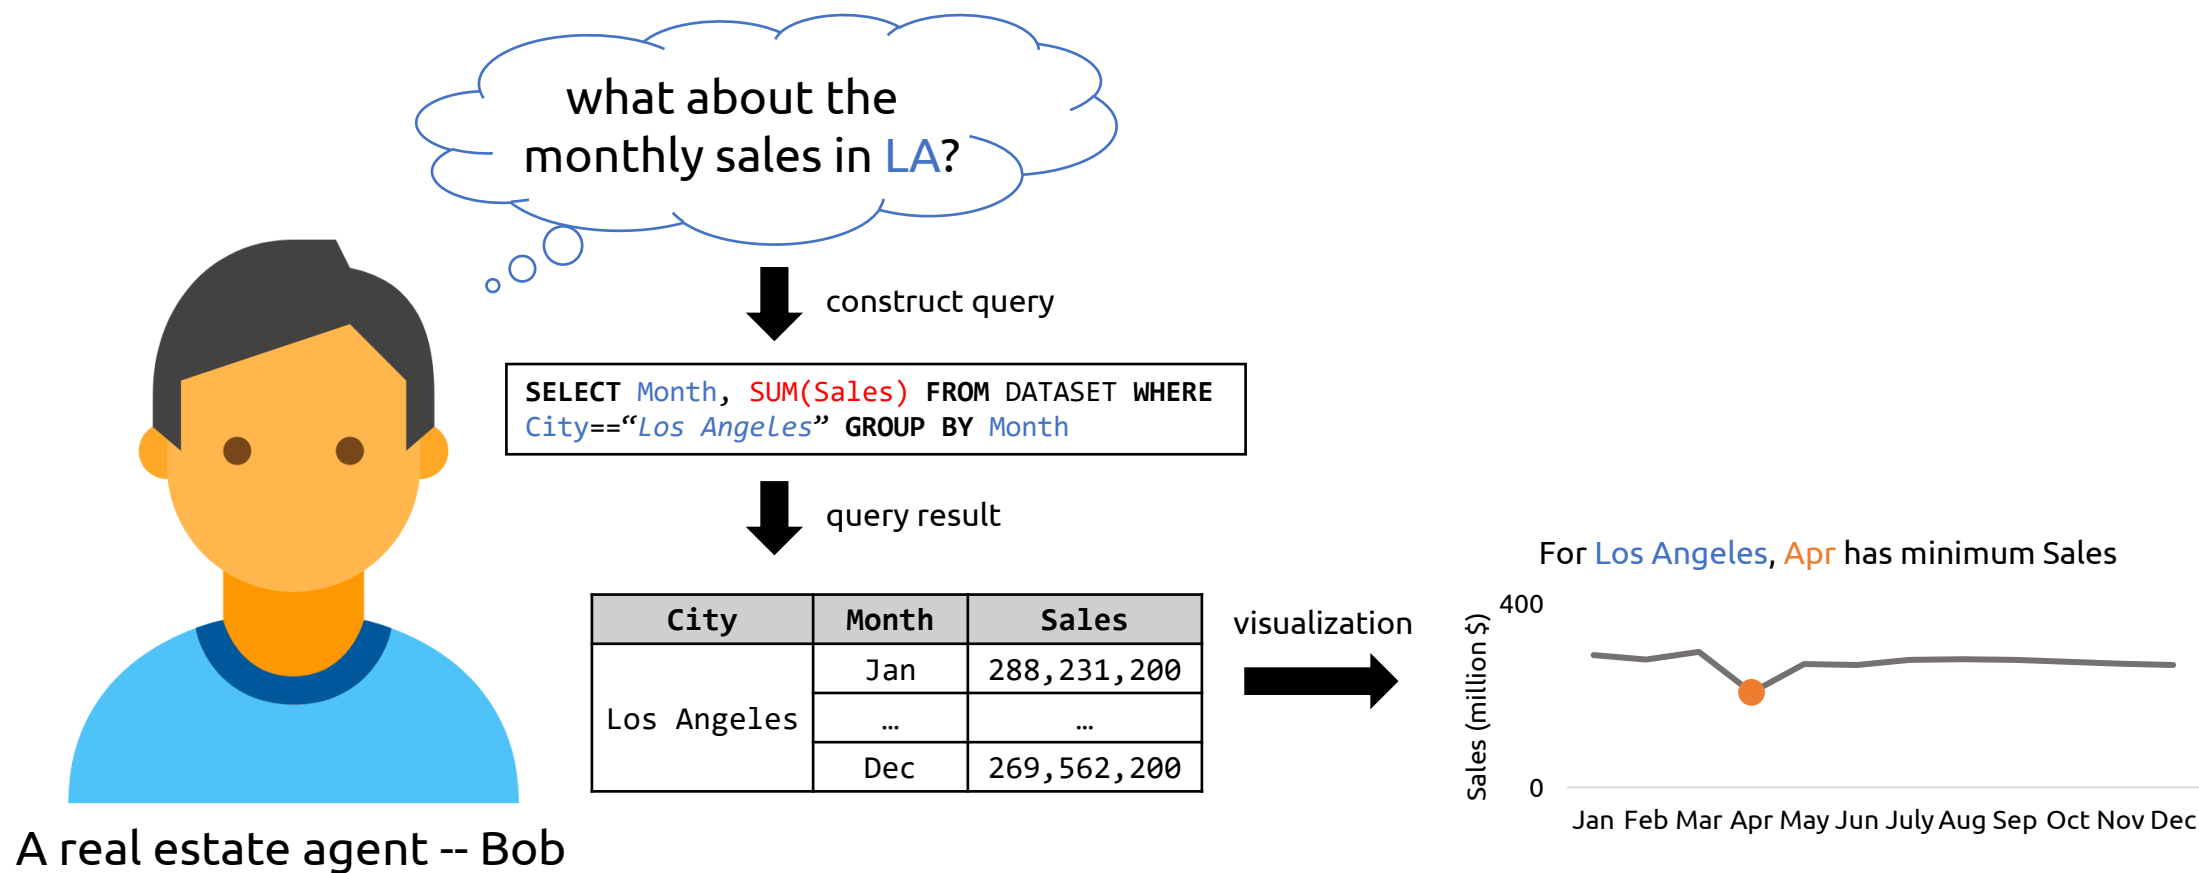 what about the
monthly sales in LA?
construct query
SELECT Month, SUM(Sales) FROM DATASET WHERE
City==“Los Angeles” GROUP BY Month
query result
City Month Sales
Los Angeles
Jan 288,231,200
… …
Dec 269,562,200
visualization
For Los Angeles, Apr has minimum Sales
Sales (million $)
400
0
Jan Feb Mar Apr May Jun July Aug Sep Oct Nov Dec
A real estate agent -- Bob